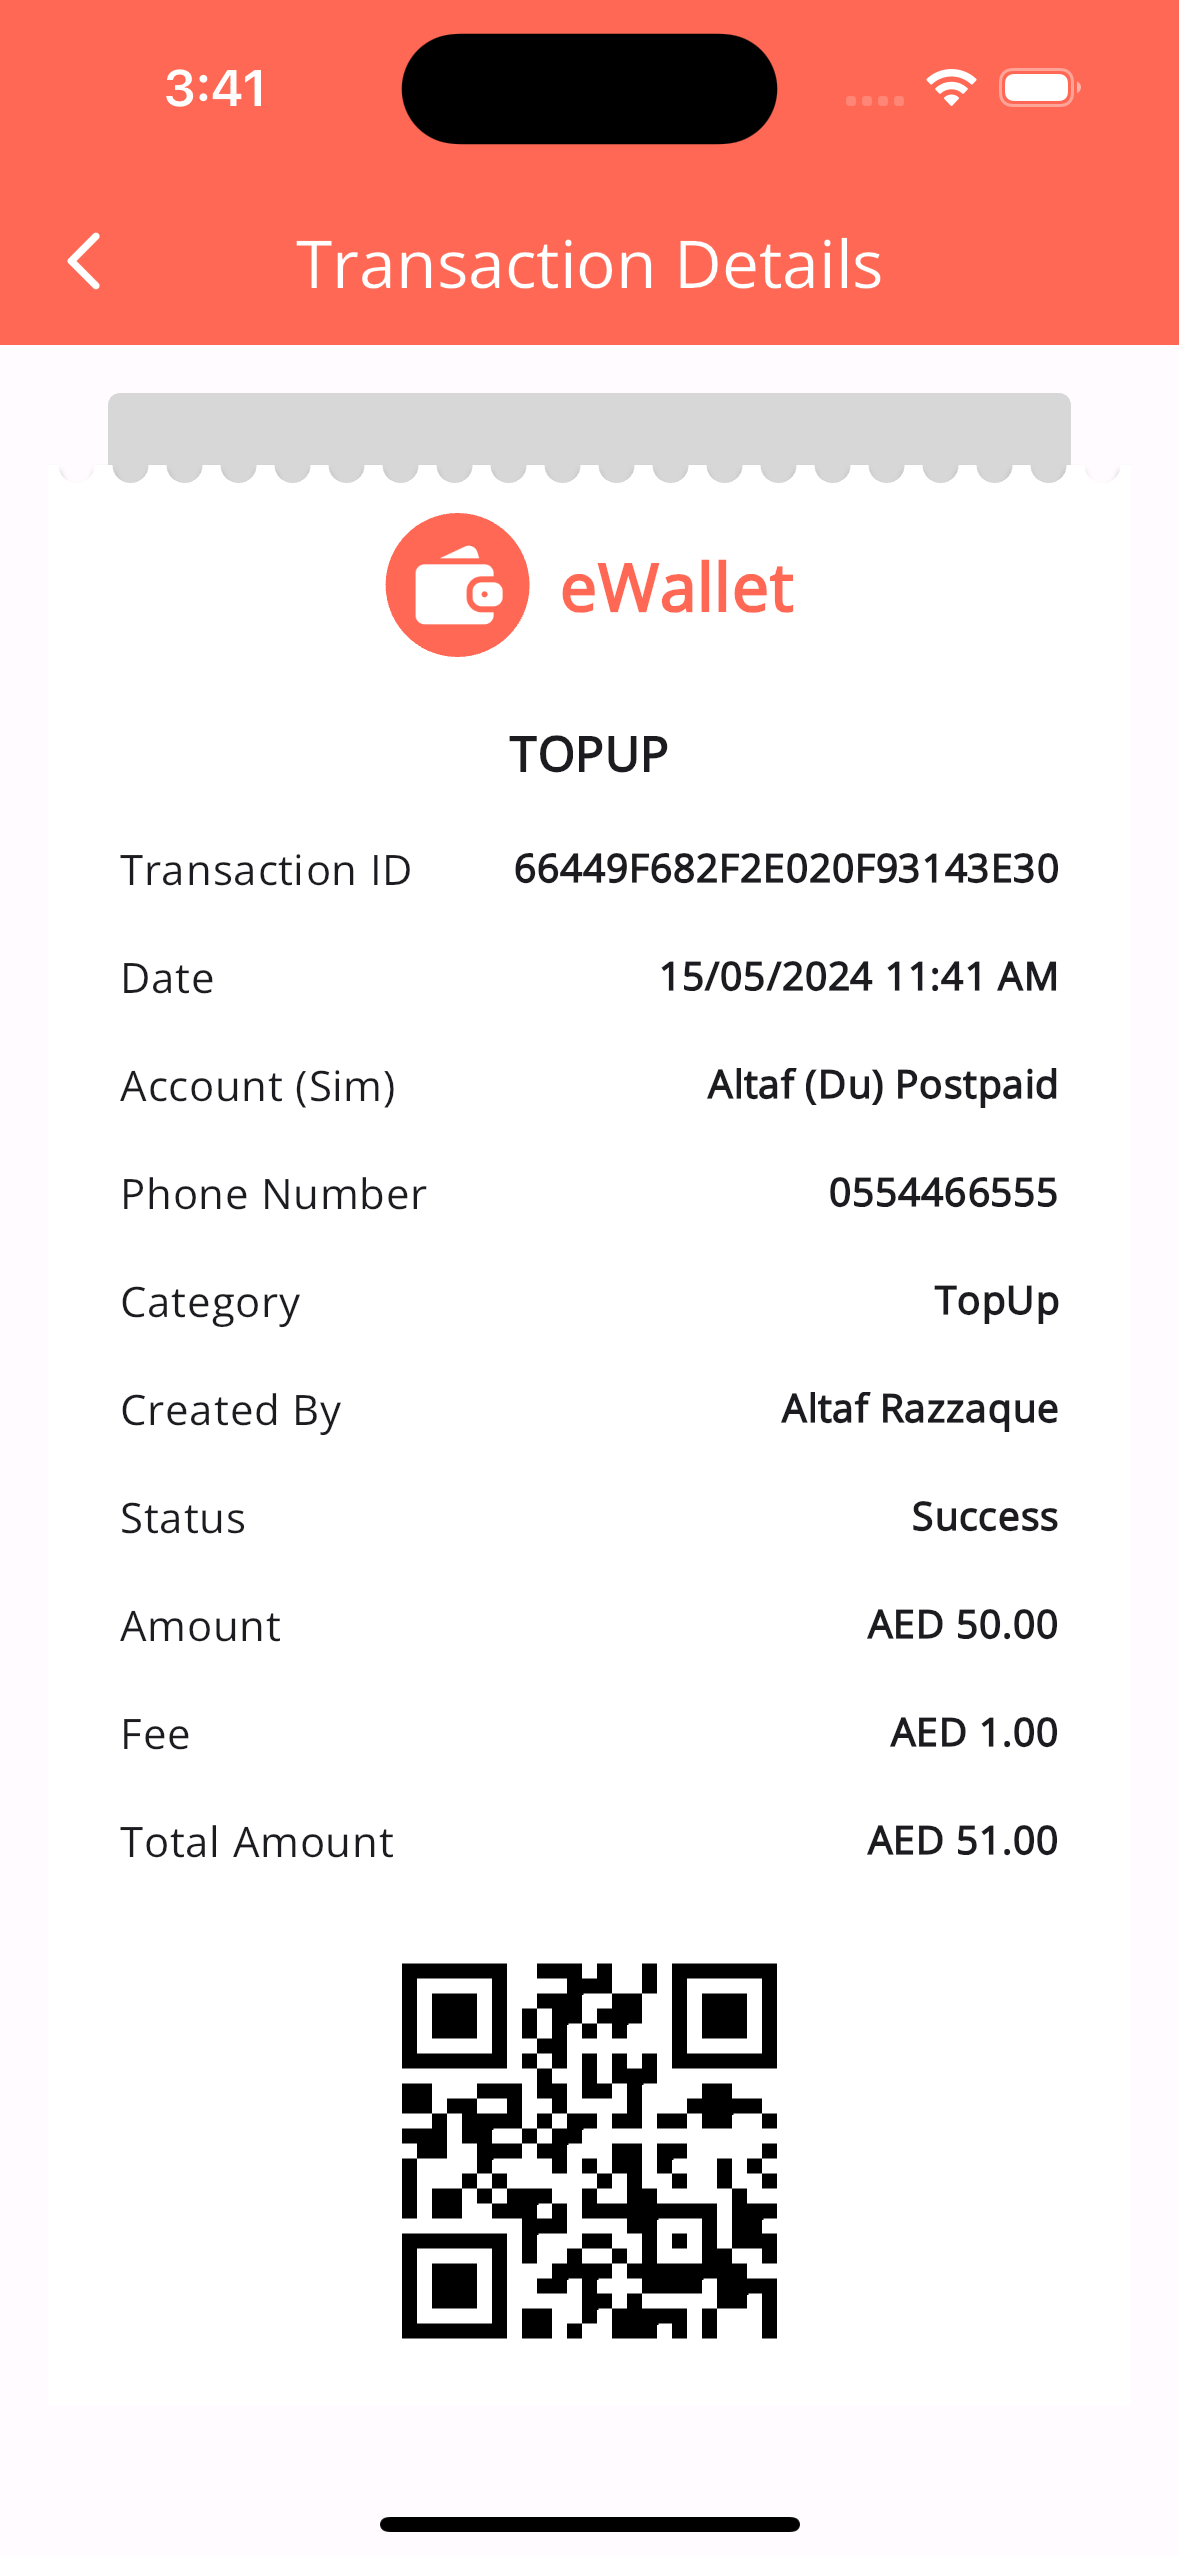 3:41
Transaction Details
eWallet
TOPUP
Transaction ID 66449F682F2E020F93143E30
Date 15/05/2024 11:41 AM
Account (Sim) Altaf (Du) Postpaid
Phone Number 0554466555
Category TopUp
Created By Altaf Razzaque
Status Success
Amount AED 50.00
Fee AED 1.00
Total Amount AED 51.00